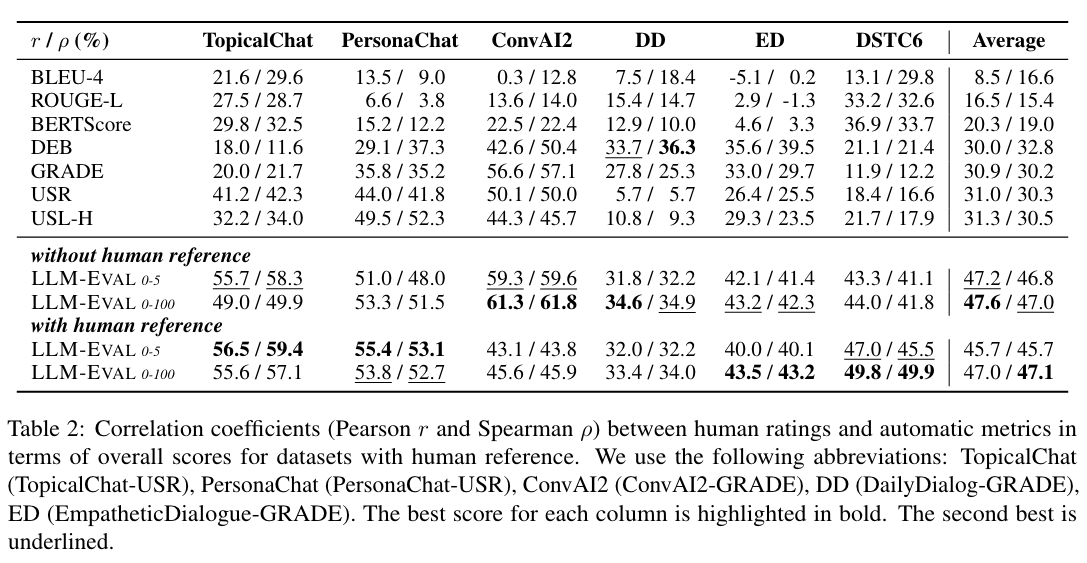 r / ρ (%) TopicalChat PersonaChat ConvAI2 DD ED DSTC6 Average
BLEU-4 21.6 / 29.6 13.5 / 9.0 0.3 / 12.8 7.5 / 18.4 -5.1 / 0.2 13.1 / 29.8 8.5 / 16.6
ROUGE-L 27.5 / 28.7 6.6 / 3.8 13.6 / 14.0 15.4 / 14.7 2.9 / -1.3 33.2 / 32.6 16.5 / 15.4
BERTScore 29.8 / 32.5 15.2 / 12.2 22.5 / 22.4 12.9 / 10.0 4.6 / 3.3 36.9 / 33.7 20.3 / 19.0
DEB 18.0 / 11.6 29.1 / 37.3 42.6 / 50.4 33.7 / 36.3 35.6 / 39.5 21.1 / 21.4 30.0 / 32.8
GRADE 20.0 / 21.7 35.8 / 35.2 56.6 / 57.1 27.8 / 25.3 33.0 / 29.7 11.9 / 12.2 30.9 / 30.2
USR 41.2 / 42.3 44.0 / 41.8 50.1 / 50.0 5.7 / 5.7 26.4 / 25.5 18.4 / 16.6 31.0 / 30.3
USL-H 32.2 / 34.0 49.5 / 52.3 44.3 / 45.7 10.8 / 9.3 29.3 / 23.5 21.7 / 17.9 31.3 / 30.5
without human reference
LLM-EVAL 0-5 55.7 / 58.3 51.0 / 48.0 59.3 / 59.6 31.8 / 32.2 42.1 / 41.4 43.3 / 41.1 47.2 / 46.8
LLM-EVAL 0-100 49.0 / 49.9 53.3 / 51.5 61.3 / 61.8 34.6 / 34.9 43.2 / 42.3 44.0 / 41.8 47.6 / 47.0
with human reference
LLM-EVAL 0-5 56.5 / 59.4 55.4 / 53.1 43.1 / 43.8 32.0 / 32.2 40.0 / 40.1 47.0 / 45.5 45.7 / 45.7
LLM-EVAL 0-100 55.6 / 57.1 53.8 / 52.7 45.6 / 45.9 33.4 / 34.0 43.5 / 43.2 49.8 / 49.9 47.0 / 47.1
Table 2: Correlation coefficients (Pearson r and Spearman ρ) between human ratings and automatic metrics in
terms of overall scores for datasets with human reference. We use the following abbreviations: TopicalChat
(TopicalChat-USR), PersonaChat (PersonaChat-USR), ConvAI2 (ConvAI2-GRADE), DD (DailyDialog-GRADE),
ED (EmpatheticDialogue-GRADE). The best score for each column is highlighted in bold. The second best is
underlined.